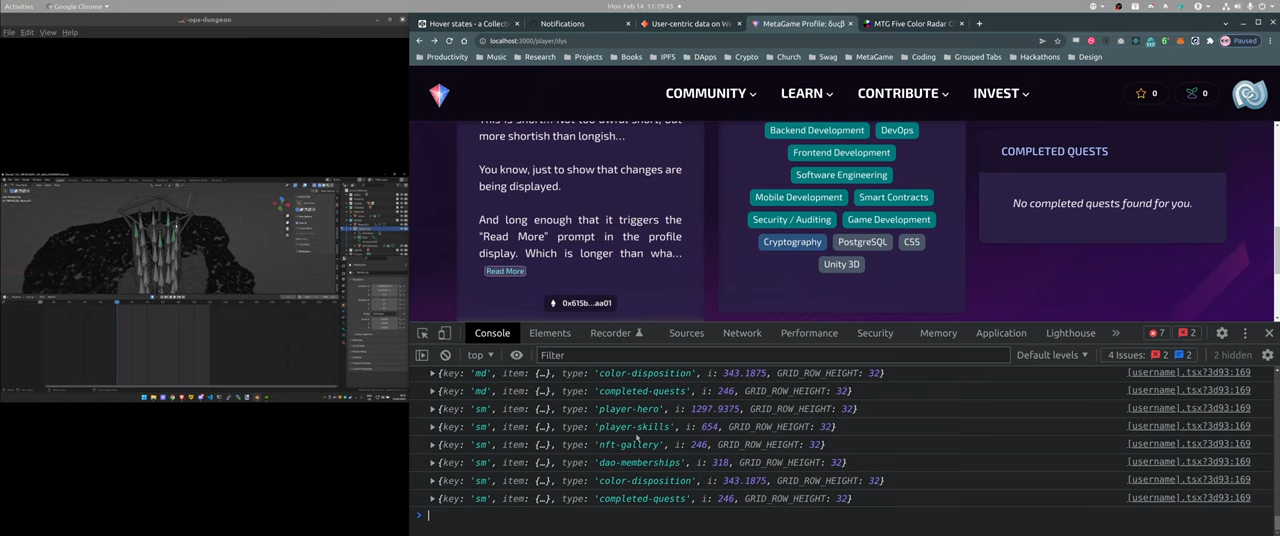 Activities
Google Chrome
Mon Feb 14 11:19:43
-ops-dungeon
File Edit View Help
Hover states - a Collecti
Notifications
User-centric data on We
MetaGame Profile: δυςβ
MTG Five Color Radar Ch
localhost:3000/player/dys
Paused
Productivity
Music
Research
Projects
Books
IPFS
DApps
Crypto
Church
Swag
MetaGame
Coding
Grouped Tabs
Hackathons
Design
COMMUNITY
LEARN
CONTRIBUTE
INVEST
0
0
This is short... Not too awful short, but
more shortish than longish...
You know, just to show that changes are
being displayed.
And long enough that it triggers the
"Read More" prompt in the profile
display. Which is longer than wha...
Read More
0x615b...aa01
Backend Development
DevOps
Frontend Development
Software Engineering
Mobile Development
Smart Contracts
Security / Auditing
Game Development
Cryptography
PostgreSQL
CSS
Unity 3D
COMPLETED QUESTS
No completed quests found for you.
Console
Elements
Recorder
Sources
Network
Performance
Security
Memory
Application
Lighthouse
7
2
top
Filter
Default levels
4 Issues: 2 2
2 hidden
{key: 'md', item: {…}, type: 'color-disposition', i: 343.1875, GRID_ROW_HEIGHT: 32} [username].tsx?3d93:169
{key: 'md', item: {…}, type: 'completed-quests', i: 246, GRID_ROW_HEIGHT: 32} [username].tsx?3d93:169
{key: 'sm', item: {…}, type: 'player-hero', i: 1297.9375, GRID_ROW_HEIGHT: 32} [username].tsx?3d93:169
{key: 'sm', item: {…}, type: 'player-skills', i: 654, GRID_ROW_HEIGHT: 32} [username].tsx?3d93:169
{key: 'sm', item: {…}, type: 'nft-gallery', i: 246, GRID_ROW_HEIGHT: 32} [username].tsx?3d93:169
{key: 'sm', item: {…}, type: 'dao-memberships', i: 318, GRID_ROW_HEIGHT: 32} [username].tsx?3d93:169
{key: 'sm', item: {…}, type: 'color-disposition', i: 343.1875, GRID_ROW_HEIGHT: 32} [username].tsx?3d93:169
{key: 'sm', item: {…}, type: 'completed-quests', i: 246, GRID_ROW_HEIGHT: 32} [username].tsx?3d93:169